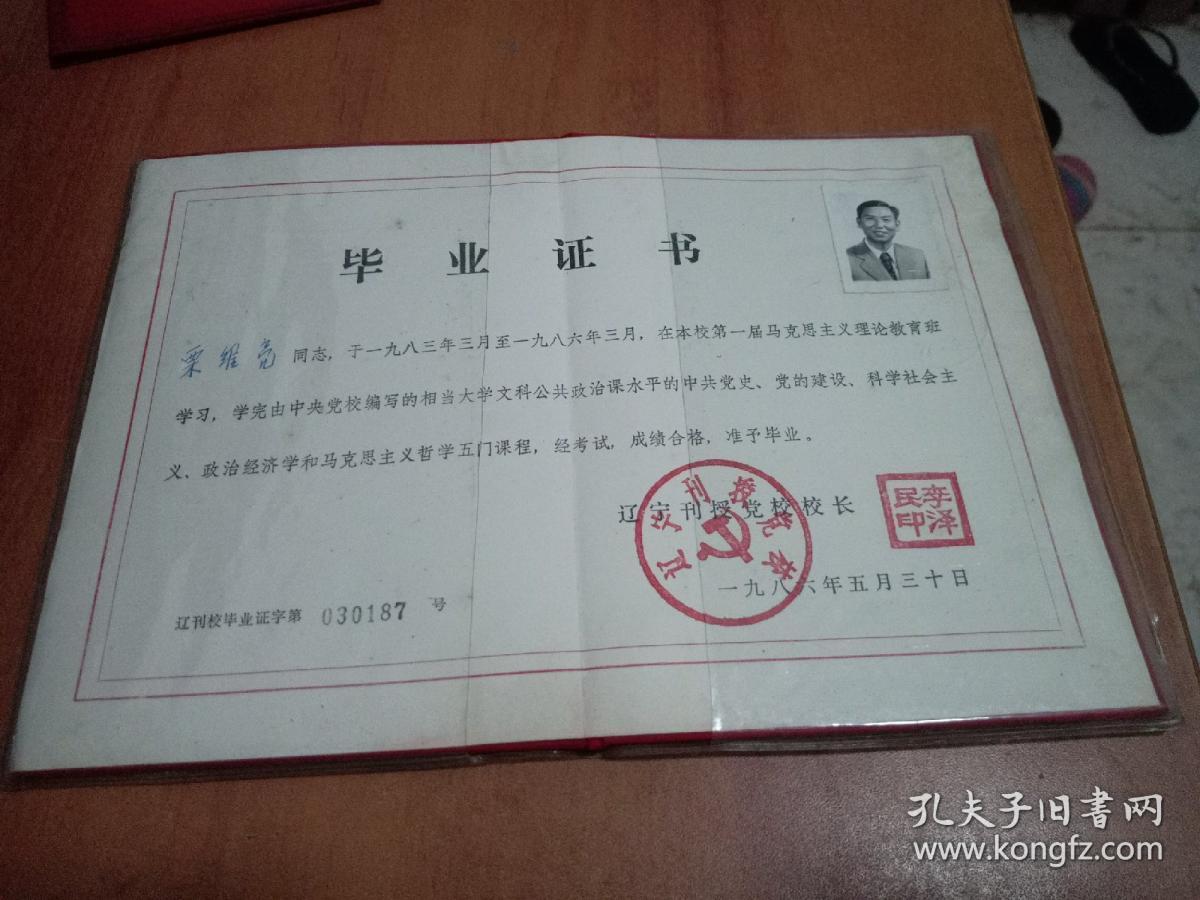 毕业证书
栗维亮 同志，于一九八三年三月至一九八六年三月，在本校第一届马克思主义理论教育班
学习，学完由中央党校编写的相当大学文科公共政治课水平的中共党史、党的建设、科学社会主
义、政治经济学和马克思主义哲学五门课程，经考试，成绩合格，准予毕业。
辽宁刊授党校校长
李泽民印
辽宁刊授党校
一九八六年五月三十日
辽刊校毕业证字第 030187 号
孔夫子旧书网
www.kongfz.com